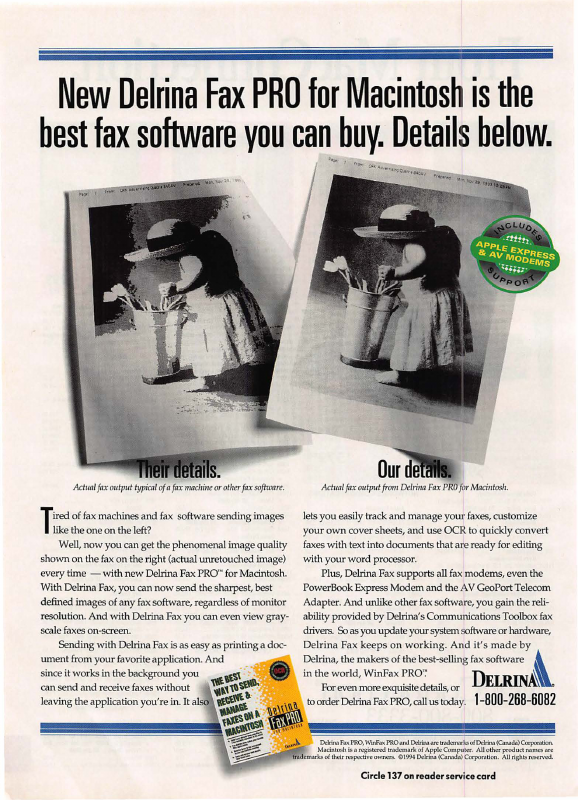 New Delrina Fax PRO for Macintosh is the
best fax software you can buy. Details below.
INCLUDES
APPLE EXPRESS
& AV MODEMS
SUPPORT
Their details.
Actual fax output typical of a fax machine or other fax software.
Our details.
Actual fax output from Delrina Fax PRO for Macintosh.
Tired of fax machines and fax software sending images
like the one on the left?
Well, now you can get the phenomenal image quality
shown on the fax on the right (actual unretouched image)
every time — with new Delrina Fax PRO™ for Macintosh.
With Delrina Fax, you can now send the sharpest, best
defined images of any fax software, regardless of monitor
resolution. And with Delrina Fax you can even view gray-
scale faxes on-screen.
Sending with Delrina Fax is as easy as printing a doc-
ument from your favorite application. And
since it works in the background you
can send and receive faxes without
leaving the application you're in. It also
lets you easily track and manage your faxes, customize
your own cover sheets, and use OCR to quickly convert
faxes with text into documents that are ready for editing
with your word processor.
Plus, Delrina Fax supports all fax modems, even the
PowerBook Express Modem and the AV GeoPort Telecom
Adapter. And unlike other fax software, you gain the reli-
ability provided by Delrina's Communications Toolbox fax
drivers. So as you update your system software or hardware,
Delrina Fax keeps on working. And it's made by
Delrina, the makers of the best-selling fax software
in the world, WinFax PRO™.
For even more exquisite details, or
to order Delrina Fax PRO, call us today.
DELRINA
1-800-268-6082
THE BEST
WAY TO SEND,
RECEIVE &
MANAGE
FAXES ON A
MACINTOSH
Delrina
Fax PRO
Delrina Fax PRO, WinFax PRO and Delrina are trademarks of Delrina (Canada) Corporation.
Macintosh is a registered trademark of Apple Computer. All other product names are
trademarks of their respective owners. ©1994 Delrina (Canada) Corporation. All rights reserved.
Circle 137 on reader service card